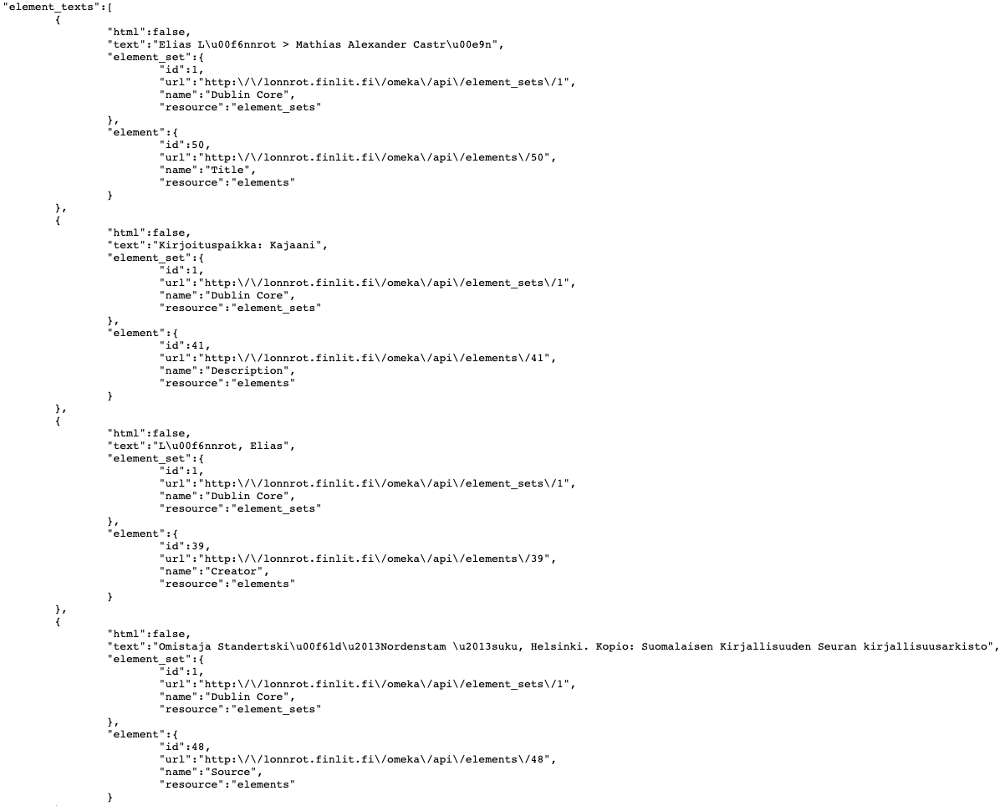 "element_texts":[
{
"html":false,
"text":"Elias L\u00f6nnrot > Mathias Alexander Castr\u00e9n",
"element_set":{
"id":1,
"url":"http:\/\/lonnrot.finlit.fi\/omeka\/api\/element_sets\/1",
"name":"Dublin Core",
"resource":"element_sets"
},
"element":{
"id":50,
"url":"http:\/\/lonnrot.finlit.fi\/omeka\/api\/elements\/50",
"name":"Title",
"resource":"elements"
}
},
{
"html":false,
"text":"Kirjoituspaikka: Kajaani",
"element_set":{
"id":1,
"url":"http:\/\/lonnrot.finlit.fi\/omeka\/api\/element_sets\/1",
"name":"Dublin Core",
"resource":"element_sets"
},
"element":{
"id":41,
"url":"http:\/\/lonnrot.finlit.fi\/omeka\/api\/elements\/41",
"name":"Description",
"resource":"elements"
}
},
{
"html":false,
"text":"L\u00f6nnrot, Elias",
"element_set":{
"id":1,
"url":"http:\/\/lonnrot.finlit.fi\/omeka\/api\/element_sets\/1",
"name":"Dublin Core",
"resource":"element_sets"
},
"element":{
"id":39,
"url":"http:\/\/lonnrot.finlit.fi\/omeka\/api\/elements\/39",
"name":"Creator",
"resource":"elements"
}
},
{
"html":false,
"text":"Omistaja Standertski\u00f6ld\u2013Nordenstam \u2013suku, Helsinki. Kopio: Suomalaisen Kirjallisuuden Seuran kirjallisuusarkisto",
"element_set":{
"id":1,
"url":"http:\/\/lonnrot.finlit.fi\/omeka\/api\/element_sets\/1",
"name":"Dublin Core",
"resource":"element_sets"
},
"element":{
"id":48,
"url":"http:\/\/lonnrot.finlit.fi\/omeka\/api\/elements\/48",
"name":"Source",
"resource":"elements"
}